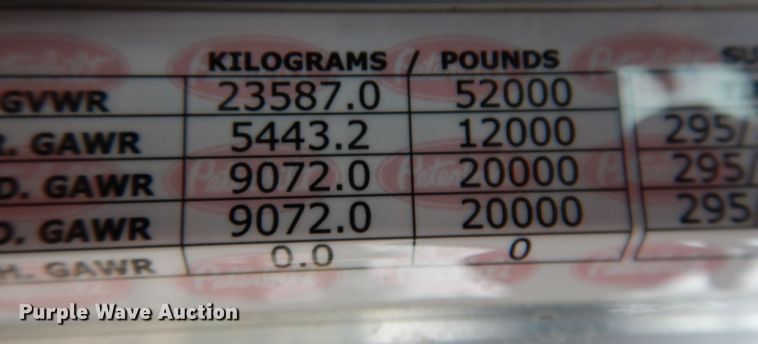 KILOGRAMS / POUNDS SU
GVWR 23587.0 52000
. GAWR 5443.2 12000 295/
D. GAWR 9072.0 20000 295/
D. GAWR 9072.0 20000 295
H. GAWR 0.0 0
Purple Wave Auction